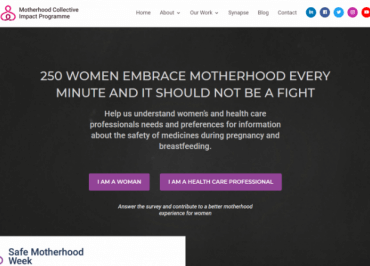 Motherhood Collective
Impact Programme
Home About Our Work Synapse Blog Contact
250 WOMEN EMBRACE MOTHERHOOD EVERY
MINUTE AND IT SHOULD NOT BE A FIGHT
Help us understand women's and health care
professionals needs and preferences for information
about the safety of medicines during pregnancy and
breastfeeding.
I AM A WOMAN I AM A HEALTH CARE PROFESSIONAL
Answer the survey and contribute to a better motherhood
experience for women
Safe Motherhood
Week